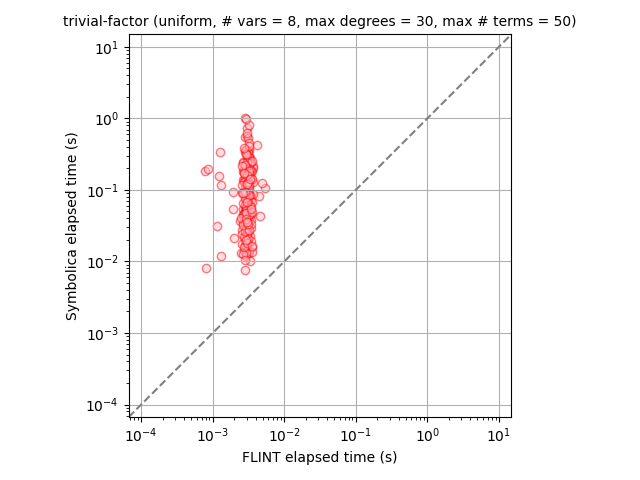 trivial-factor (uniform, # vars = 8, max degrees = 30, max # terms = 50)
Symbolica elapsed time (s)
10¹
10⁰
10⁻¹
10⁻²
10⁻³
10⁻⁴
10⁻⁴ 10⁻³ 10⁻² 10⁻¹ 10⁰ 10¹
FLINT elapsed time (s)